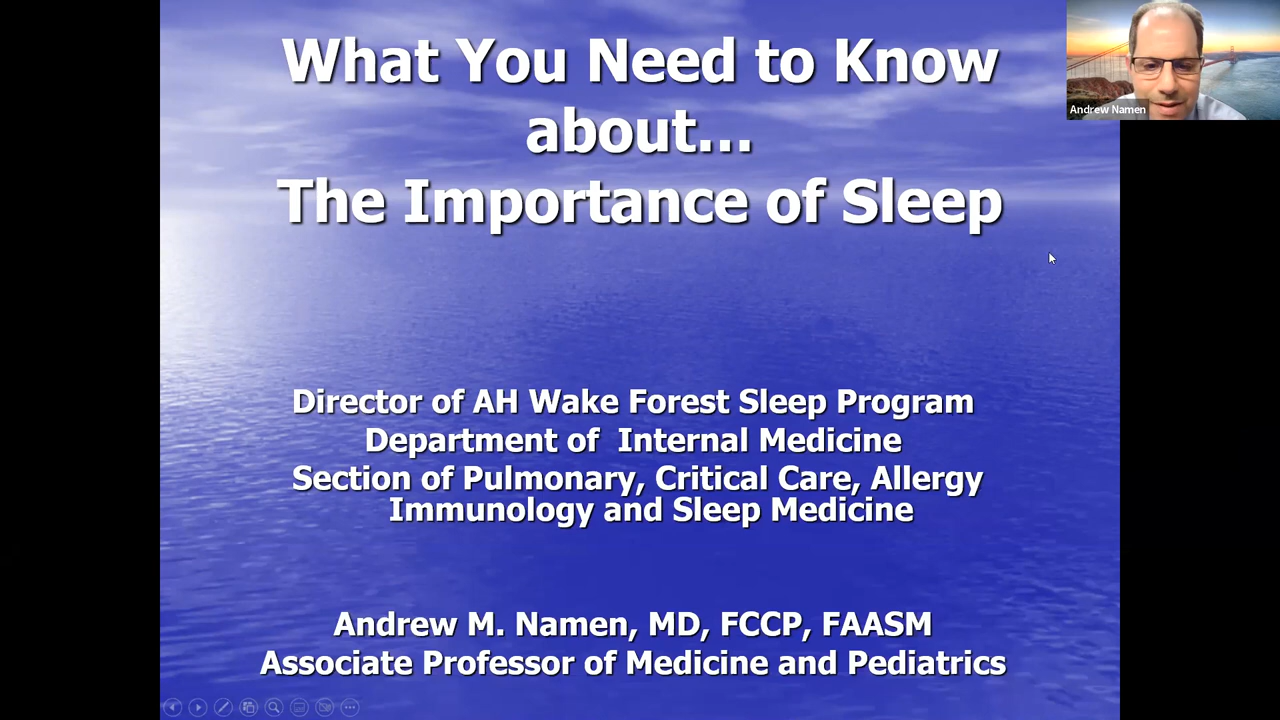 What You Need to Know
about...
The Importance of Sleep
Andrew Namen
Director of AH Wake Forest Sleep Program
Department of  Internal Medicine
Section of Pulmonary, Critical Care, Allergy
Immunology and Sleep Medicine
Andrew M. Namen, MD, FCCP, FAASM
Associate Professor of Medicine and Pediatrics